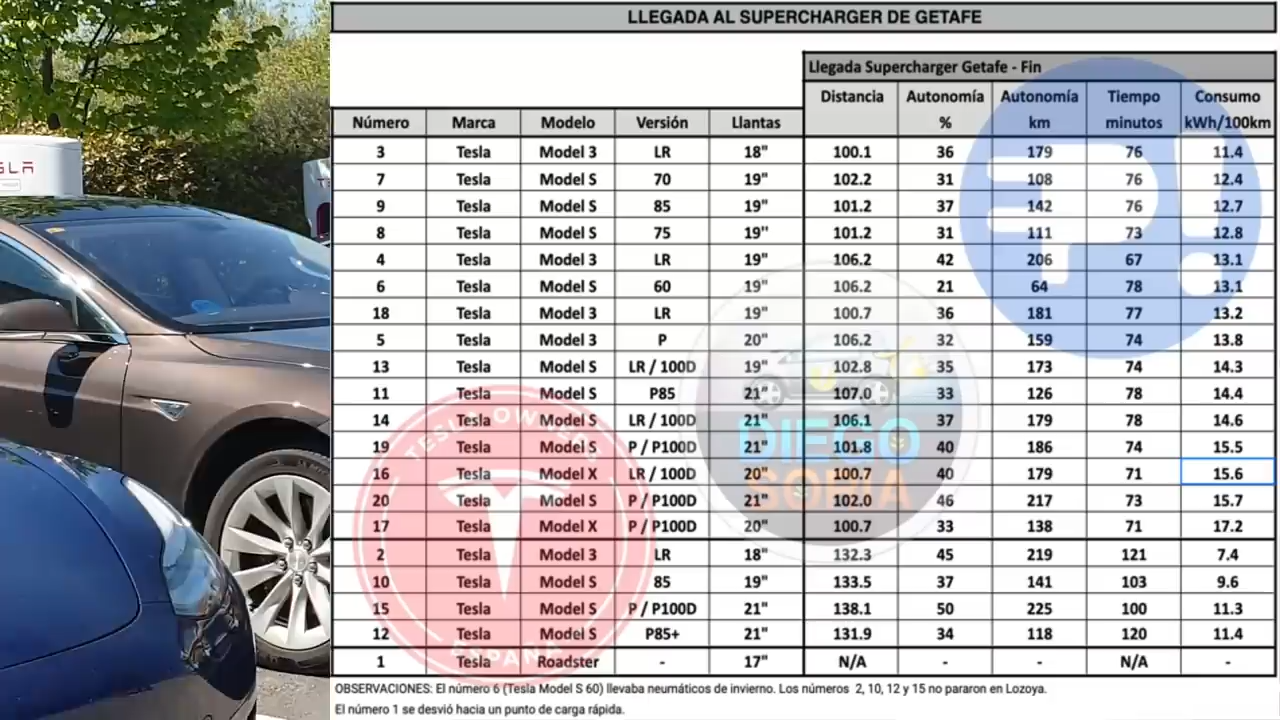 LLEGADA AL SUPERCHARGER DE GETAFE
Llegada Supercharger Getafe - Fin
Número Marca Modelo Versión Llantas Distancia Autonomía % Autonomía km Tiempo minutos Consumo kWh/100km
3 Tesla Model 3 LR 18" 100.1 36 179 76 11.4
7 Tesla Model S 70 19" 102.2 31 108 76 12.4
9 Tesla Model S 85 19" 101.2 37 142 76 12.7
8 Tesla Model S 75 19" 101.2 31 111 73 12.8
4 Tesla Model 3 LR 19" 106.2 42 206 67 13.1
6 Tesla Model S 60 19" 106.2 21 64 78 13.1
18 Tesla Model 3 LR 19" 100.7 36 181 77 13.2
5 Tesla Model 3 P 20" 106.2 32 159 74 13.8
13 Tesla Model S LR / 100D 19" 102.8 35 173 74 14.3
11 Tesla Model S P85 21" 107.0 33 126 78 14.4
14 Tesla Model S LR / 100D 21" 106.1 37 179 78 14.6
19 Tesla Model S P / P100D 21" 101.8 40 186 74 15.5
16 Tesla Model X LR / 100D 20" 100.7 40 179 71 15.6
20 Tesla Model S P / P100D 21" 102.0 46 217 73 15.7
17 Tesla Model X P / P100D 20" 100.7 33 138 71 17.2
2 Tesla Model 3 LR 18" 132.3 45 219 121 7.4
10 Tesla Model S 85 19" 133.5 37 141 103 9.6
15 Tesla Model S P / P100D 21" 138.1 50 225 100 11.3
12 Tesla Model S P85+ 21" 131.9 34 118 120 11.4
1 Tesla Roadster - 17" N/A - - N/A -
OBSERVACIONES: El número 6 (Tesla Model S 60) llevaba neumáticos de invierno. Los números 2, 10, 12 y 15 no pararon en Lozoya.
El número 1 se desvió hacia un punto de carga rápida.
TESLA OWNERS
ESPAÑA
DIEGO
SOFIA
P!